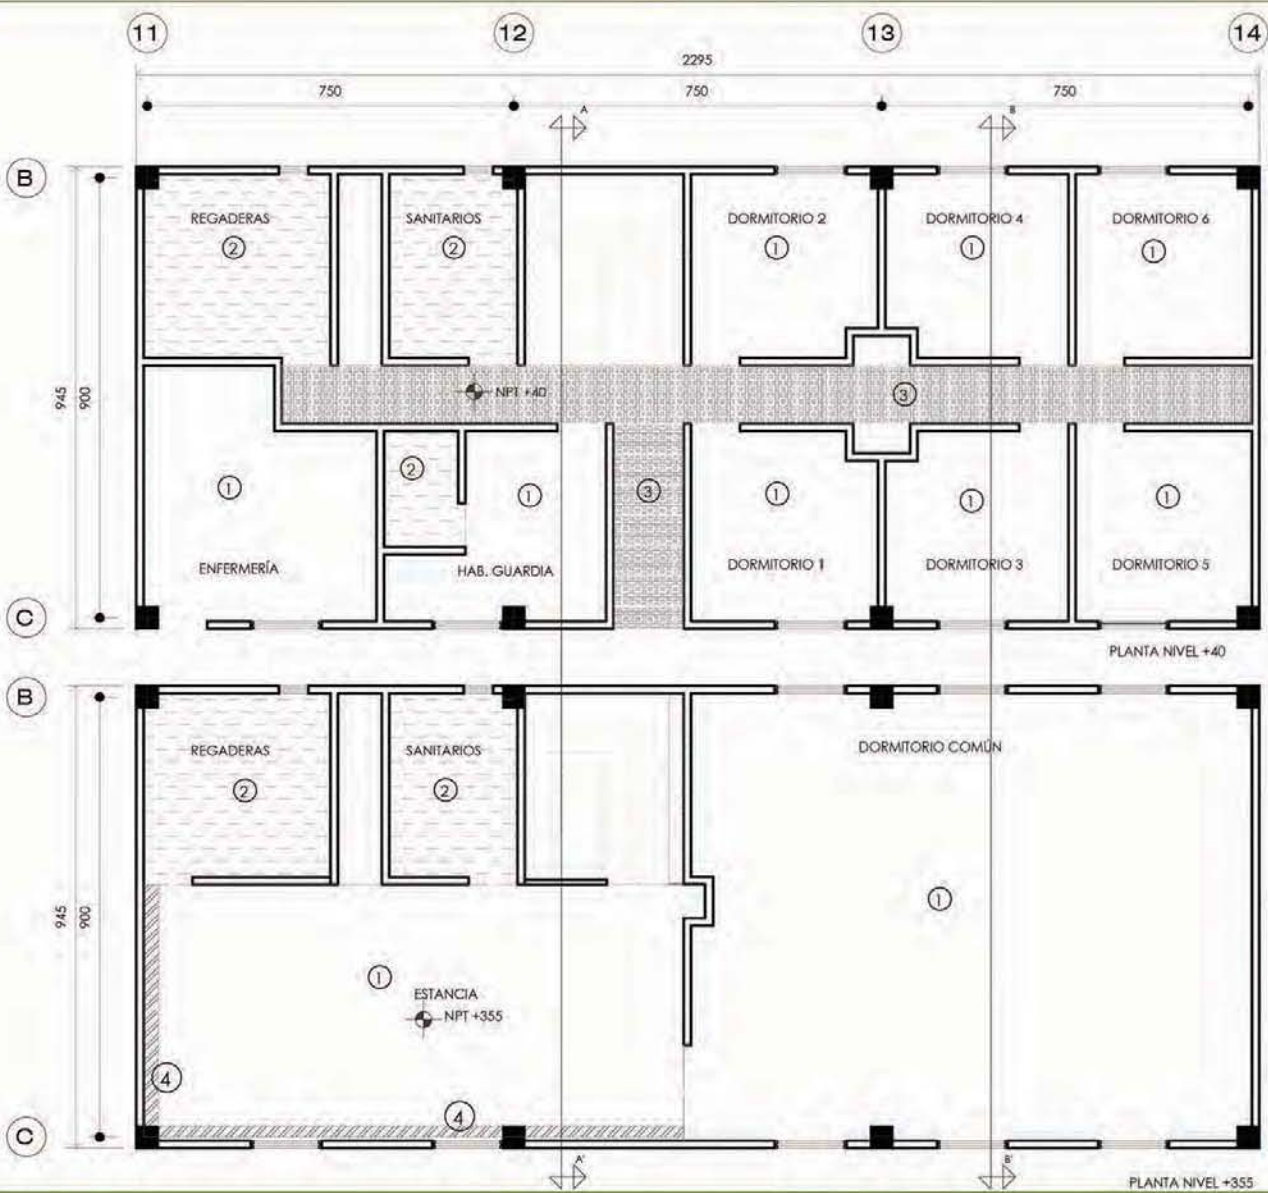 11 12 13 14
2295
750 750 750
A B
B
REGADERAS SANITARIOS DORMITORIO 2 DORMITORIO 4 DORMITORIO 6
2 2 1 1 1
945 900 NPT +40 3
2
1 1 3 1 1 1
ENFERMERÍA HAB. GUARDIA DORMITORIO 1 DORMITORIO 3 DORMITORIO 5
C
PLANTA NIVEL +40
B
REGADERAS SANITARIOS DORMITORIO COMÚN
2 2
945 900 1
1
ESTANCIA
NPT +355
4
4
C
A' B'
PLANTA NIVEL +355